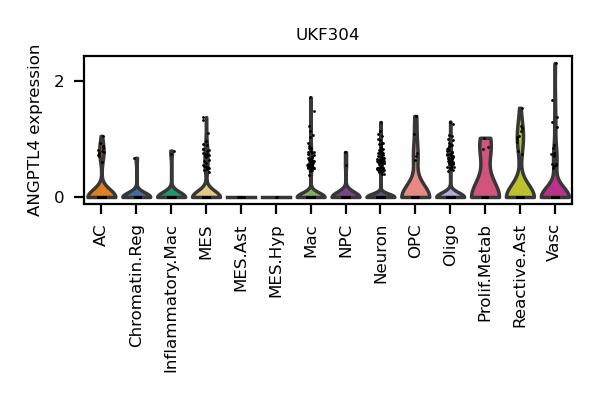 UKF304
ANGPTL4 expression
2
0
AC
Chromatin.Reg
Inflammatory.Mac
MES
MES.Ast
MES.Hyp
Mac
NPC
Neuron
OPC
Oligo
Prolif.Metab
Reactive.Ast
Vasc